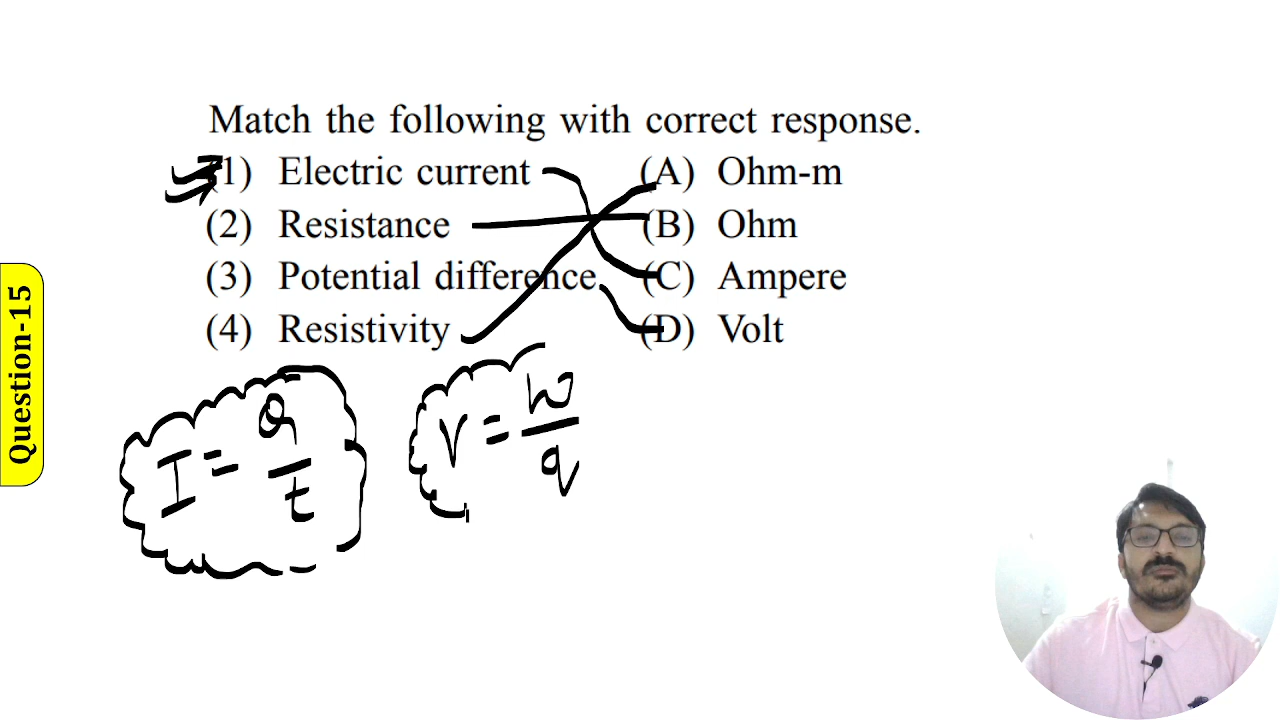 Question-15
Match the following with correct response.
(1) Electric current (A) Ohm-m
(2) Resistance (B) Ohm
(3) Potential difference (C) Ampere
(4) Resistivity (D) Volt
I = Q/t V = W/q